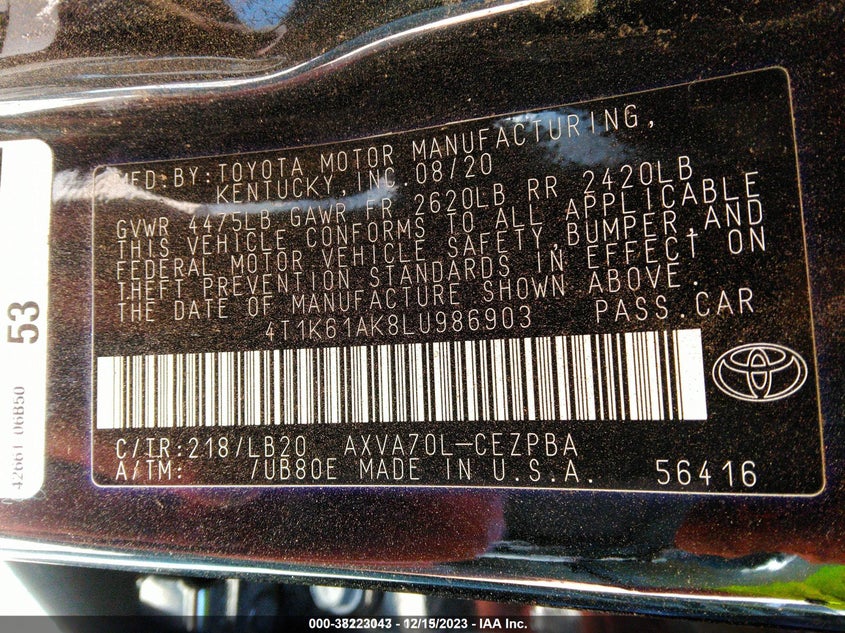 MFD.BY:TOYOTA MOTOR MANUFACTURING,
KENTUCKY,INC.08/20
GVWR 4475LB GAWR FR 2620LB RR 2420LB
THIS VEHICLE CONFORMS TO ALL APPLICABLE
FEDERAL MOTOR VEHICLE SAFETY,BUMPER,AND
THEFT PREVENTION STANDARDS IN EFFECT ON
THE DATE OF MANUFACTURE SHOWN ABOVE.
4T1K61AK8LU986903 PASS.CAR
C/TR:218/LB20 AXVA70L-CEZPBA
A/TM: /UB80E MADE IN U.S.A. 56416
53
42661 06B50
000-38223043 - 12/15/2023 - IAA Inc.